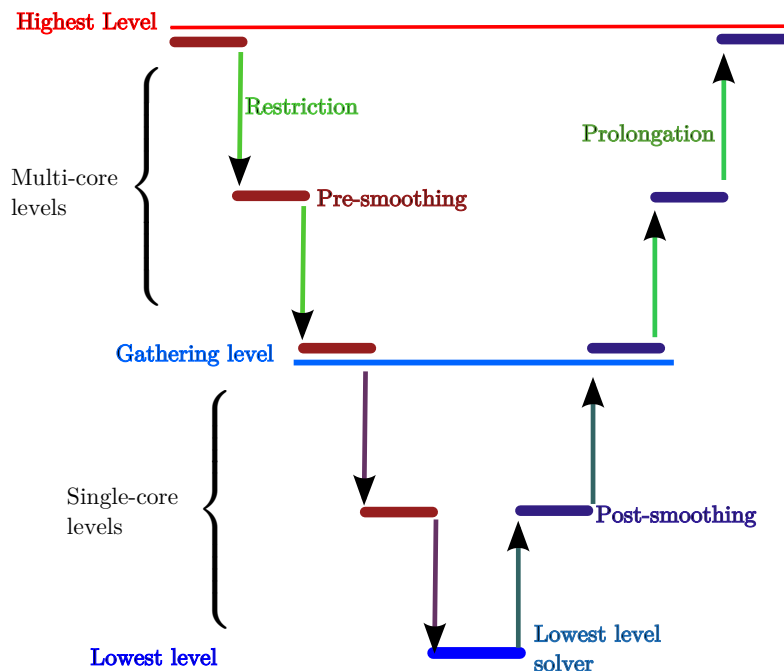 Highest Level
Restriction
Prolongation
Multi-core
levels
Pre-smoothing
Gathering level
Single-core
levels
Post-smoothing
Lowest level
solver
Lowest level